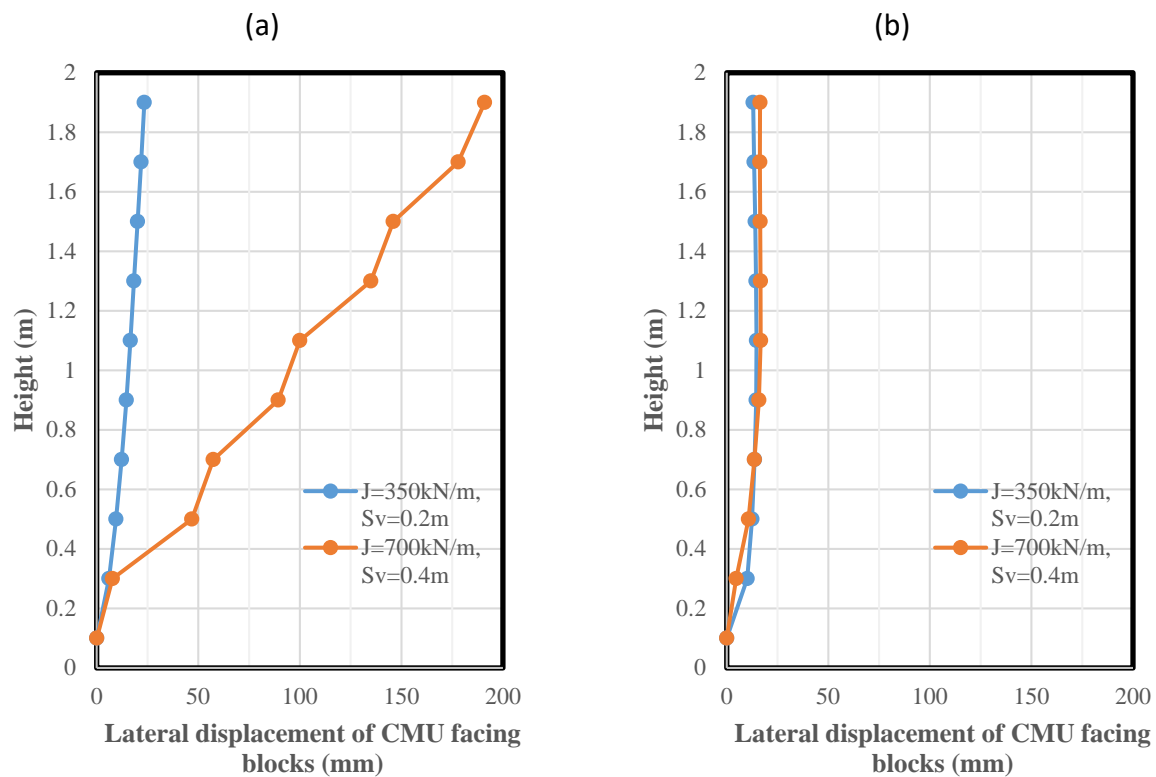 (a)
2
1.8
1.6
1.4
1.2
1
0.8
0.6
0.4
0.2
0
Height (m)
J=350kN/m,
Sv=0.2m
J=700kN/m,
Sv=0.4m
0 50 100 150 200
Lateral displacement of CMU facing
blocks (mm)
(b)
2
1.8
1.6
1.4
1.2
1
0.8
0.6
0.4
0.2
0
Height (m)
J=350kN/m,
Sv=0.2m
J=700kN/m,
Sv=0.4m
0 50 100 150 200
Lateral displacement of CMU facing
blocks (mm)